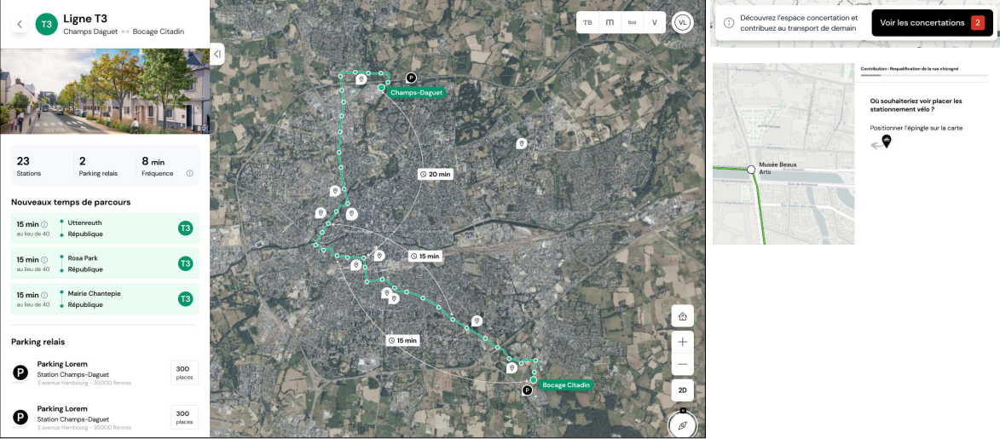 T3
Ligne T3
Champs Daguet ↔ Bocage Citadin
23
Stations
2
Parking relais
8 min
Fréquence
Nouveaux temps de parcours
15 min
au lieu de 40
Uttenreuth
République
T3
15 min
au lieu de 40
Rosa Park
République
T3
15 min
au lieu de 40
Mairie Chantepie
République
T3
Parking relais
P
Parking Lorem
Station Champs-Daguet
3 avenue Hambourg - 35000 Rennes
300
places
P
Parking Lorem
Station Champs-Daguet
3 avenue Hambourg - 35000 Rennes
300
places
TB
m
bus
V
VL
P
Champs-Daguet
20 min
15 min
15 min
Bocage Citadin
P
2D
N
Découvrez l'espace concertation et
contribuez au transport de demain
Voir les concertations 2
Musée Beaux
Arts
Contribution : Requalification de la rue chicogné
Où souhaiteriez voir placer les
stationnement vélo ?
Positionner l'épingle sur la carte